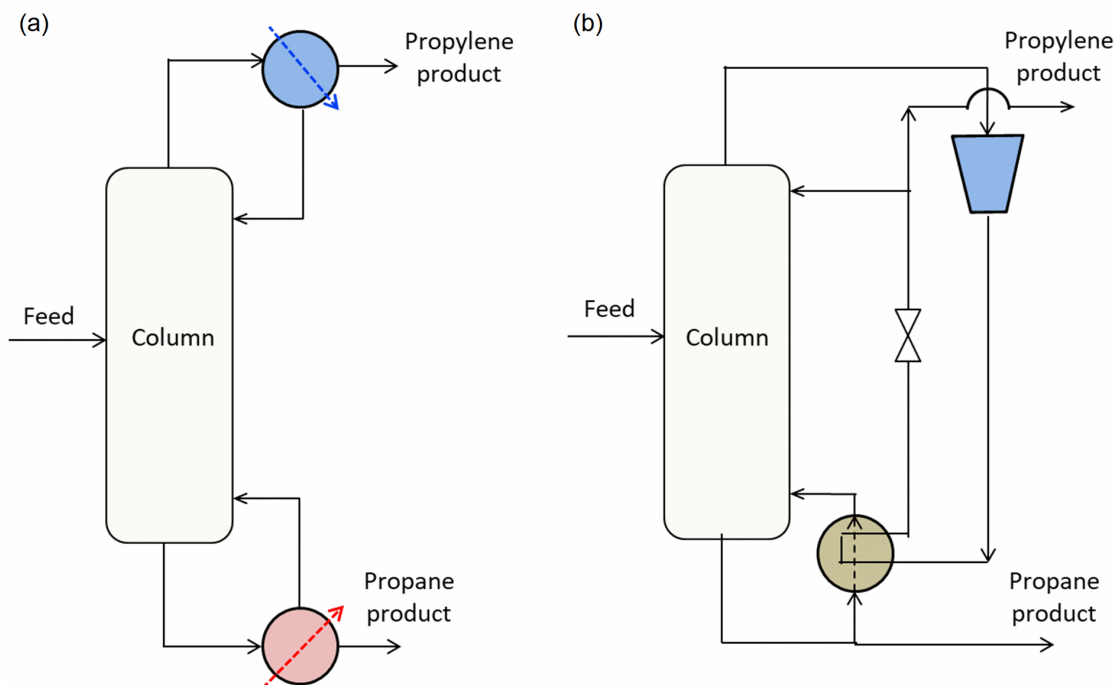 (a)
Propylene
product
Feed
Column
Propane
product
(b)
Propylene
product
Feed
Column
Propane
product